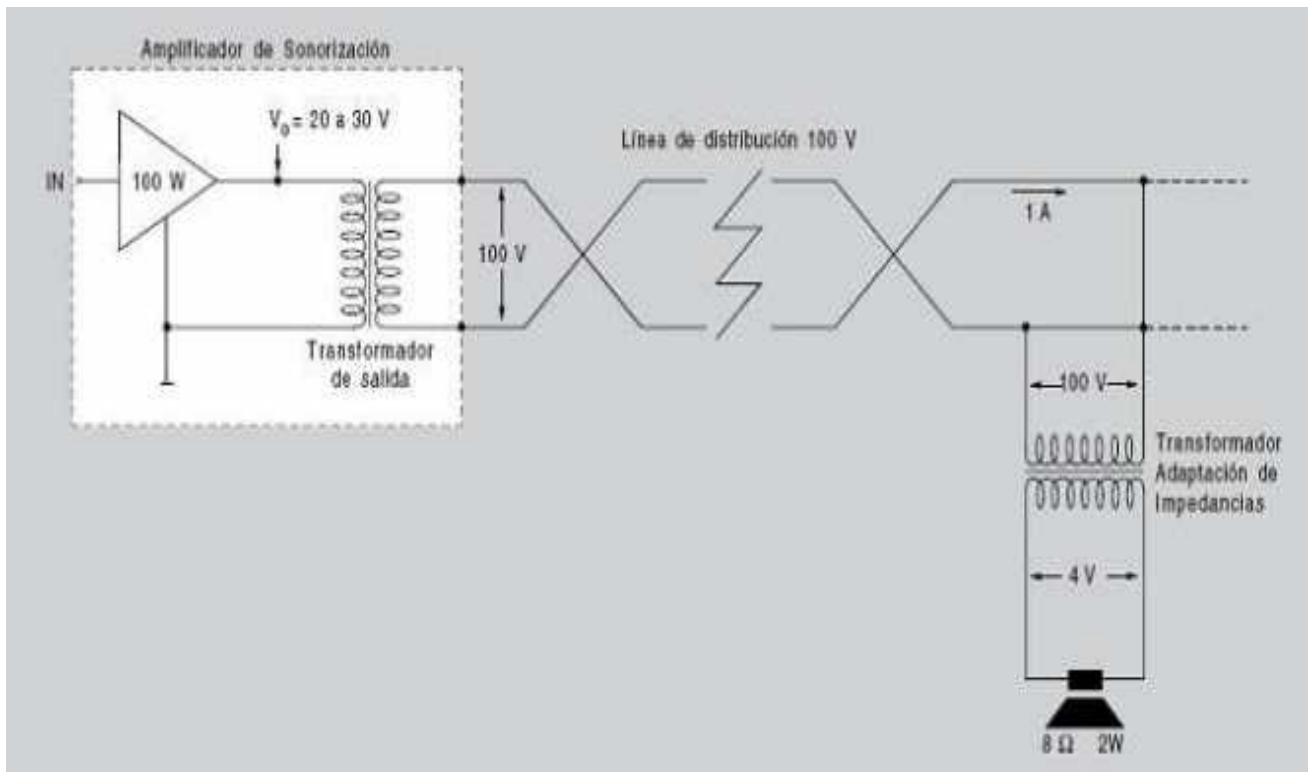 Amplificador de Sonorización
V₀ = 20 a 30 V
IN
100 W
Transformador
de salida
100 V
Línea de distribución 100 V
1 A
100 V
Transformador
Adaptación de
Impedancias
4 V
8 Ω 2W